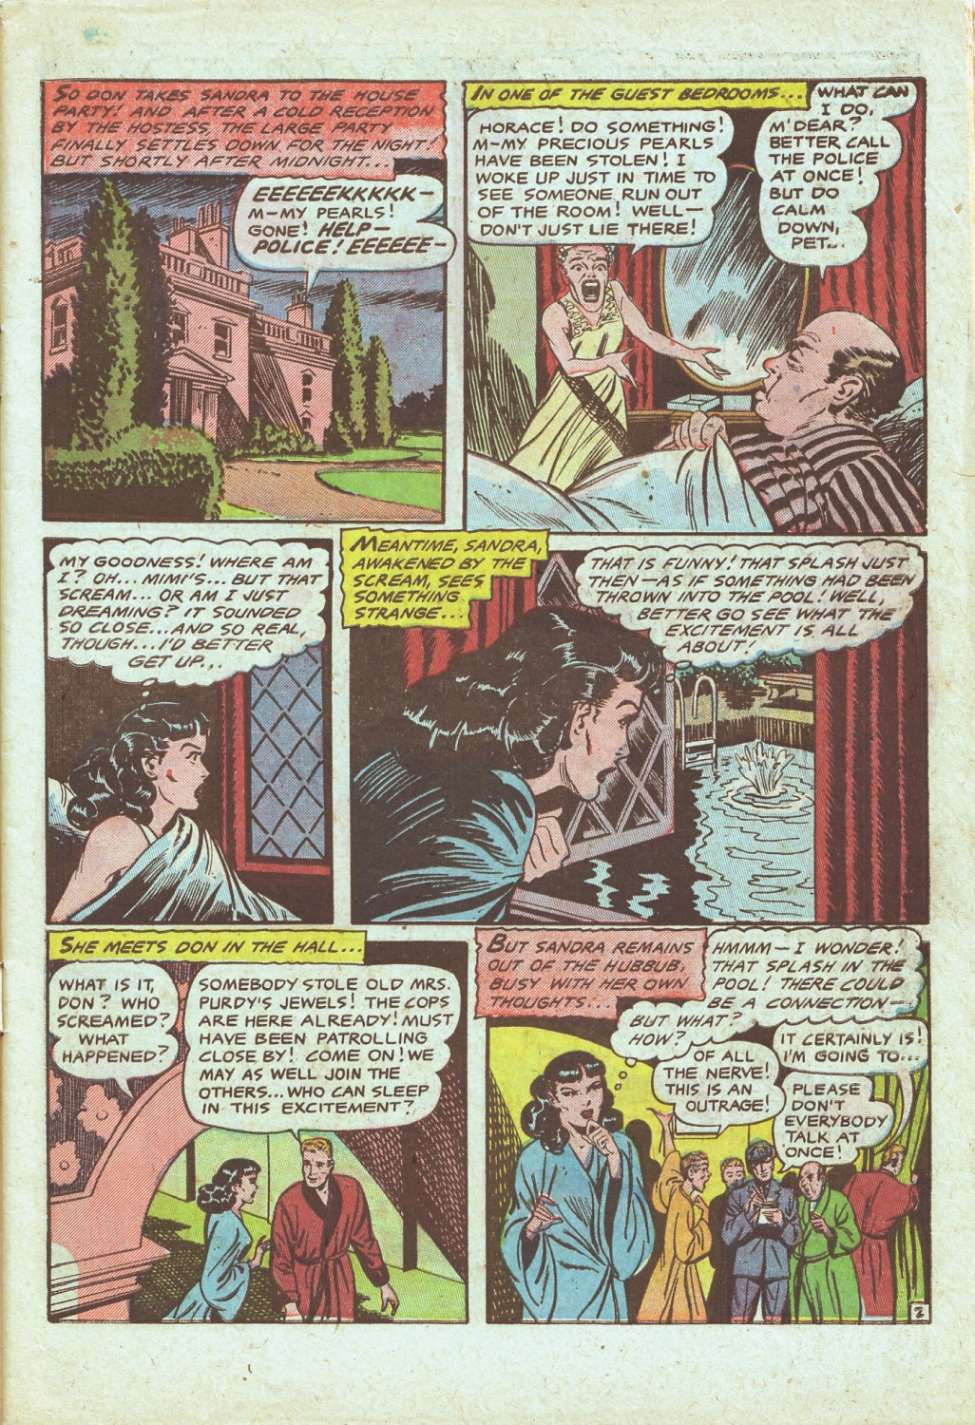 SO DON TAKES SANDRA TO THE HOUSE
PARTY! AND AFTER A COLD RECEPTION
BY THE HOSTESS, THE LARGE PARTY
FINALLY SETTLES DOWN FOR THE NIGHT!
BUT SHORTLY AFTER MIDNIGHT...
EEEEEEKKKKK-
M-MY PEARLS!
GONE! HELP-
POLICE! EEEEEE-
IN ONE OF THE GUEST BEDROOMS...
HORACE! DO SOMETHING!
M-MY PRECIOUS PEARLS
HAVE BEEN STOLEN! I
WOKE UP JUST IN TIME TO
SEE SOMEONE RUN OUT
OF THE ROOM! WELL-
DON'T JUST LIE THERE!
WHAT CAN
I DO,
M'DEAR?
BETTER CALL
THE POLICE
AT ONCE!
BUT DO
CALM
DOWN,
PET...
MY GOODNESS! WHERE AM
I? OH... MIMI'S... BUT THAT
SCREAM... OR AM I JUST
DREAMING? IT SOUNDED
SO CLOSE...AND SO REAL,
THOUGH... I'D BETTER
GET UP...
MEANTIME, SANDRA,
AWAKENED BY THE
SCREAM, SEES
SOMETHING
STRANGE...
THAT IS FUNNY! THAT SPLASH JUST
THEN-AS IF SOMETHING HAD BEEN
THROWN INTO THE POOL! WELL,
BETTER GO SEE WHAT THE
EXCITEMENT IS ALL
ABOUT!
SHE MEETS DON IN THE HALL...
WHAT IS IT,
DON? WHO
SCREAMED?
WHAT
HAPPENED?
SOMEBODY STOLE OLD MRS.
PURDY'S JEWELS! THE COPS
ARE HERE ALREADY! MUST
HAVE BEEN PATROLLING
CLOSE BY! COME ON! WE
MAY AS WELL JOIN THE
OTHERS... WHO CAN SLEEP
IN THIS EXCITEMENT?
BUT SANDRA REMAINS
OUT OF THE HUBBUB,
BUSY WITH HER OWN
THOUGHTS...
HMMM-I WONDER!
THAT SPLASH IN THE
POOL! THERE COULD
BE A CONNECTION-
BUT WHAT?
HOW?
OF ALL
THE NERVE!
THIS IS AN
OUTRAGE!
IT CERTAINLY IS!
I'M GOING TO...
PLEASE
DON'T
EVERYBODY
TALK AT
ONCE!
2